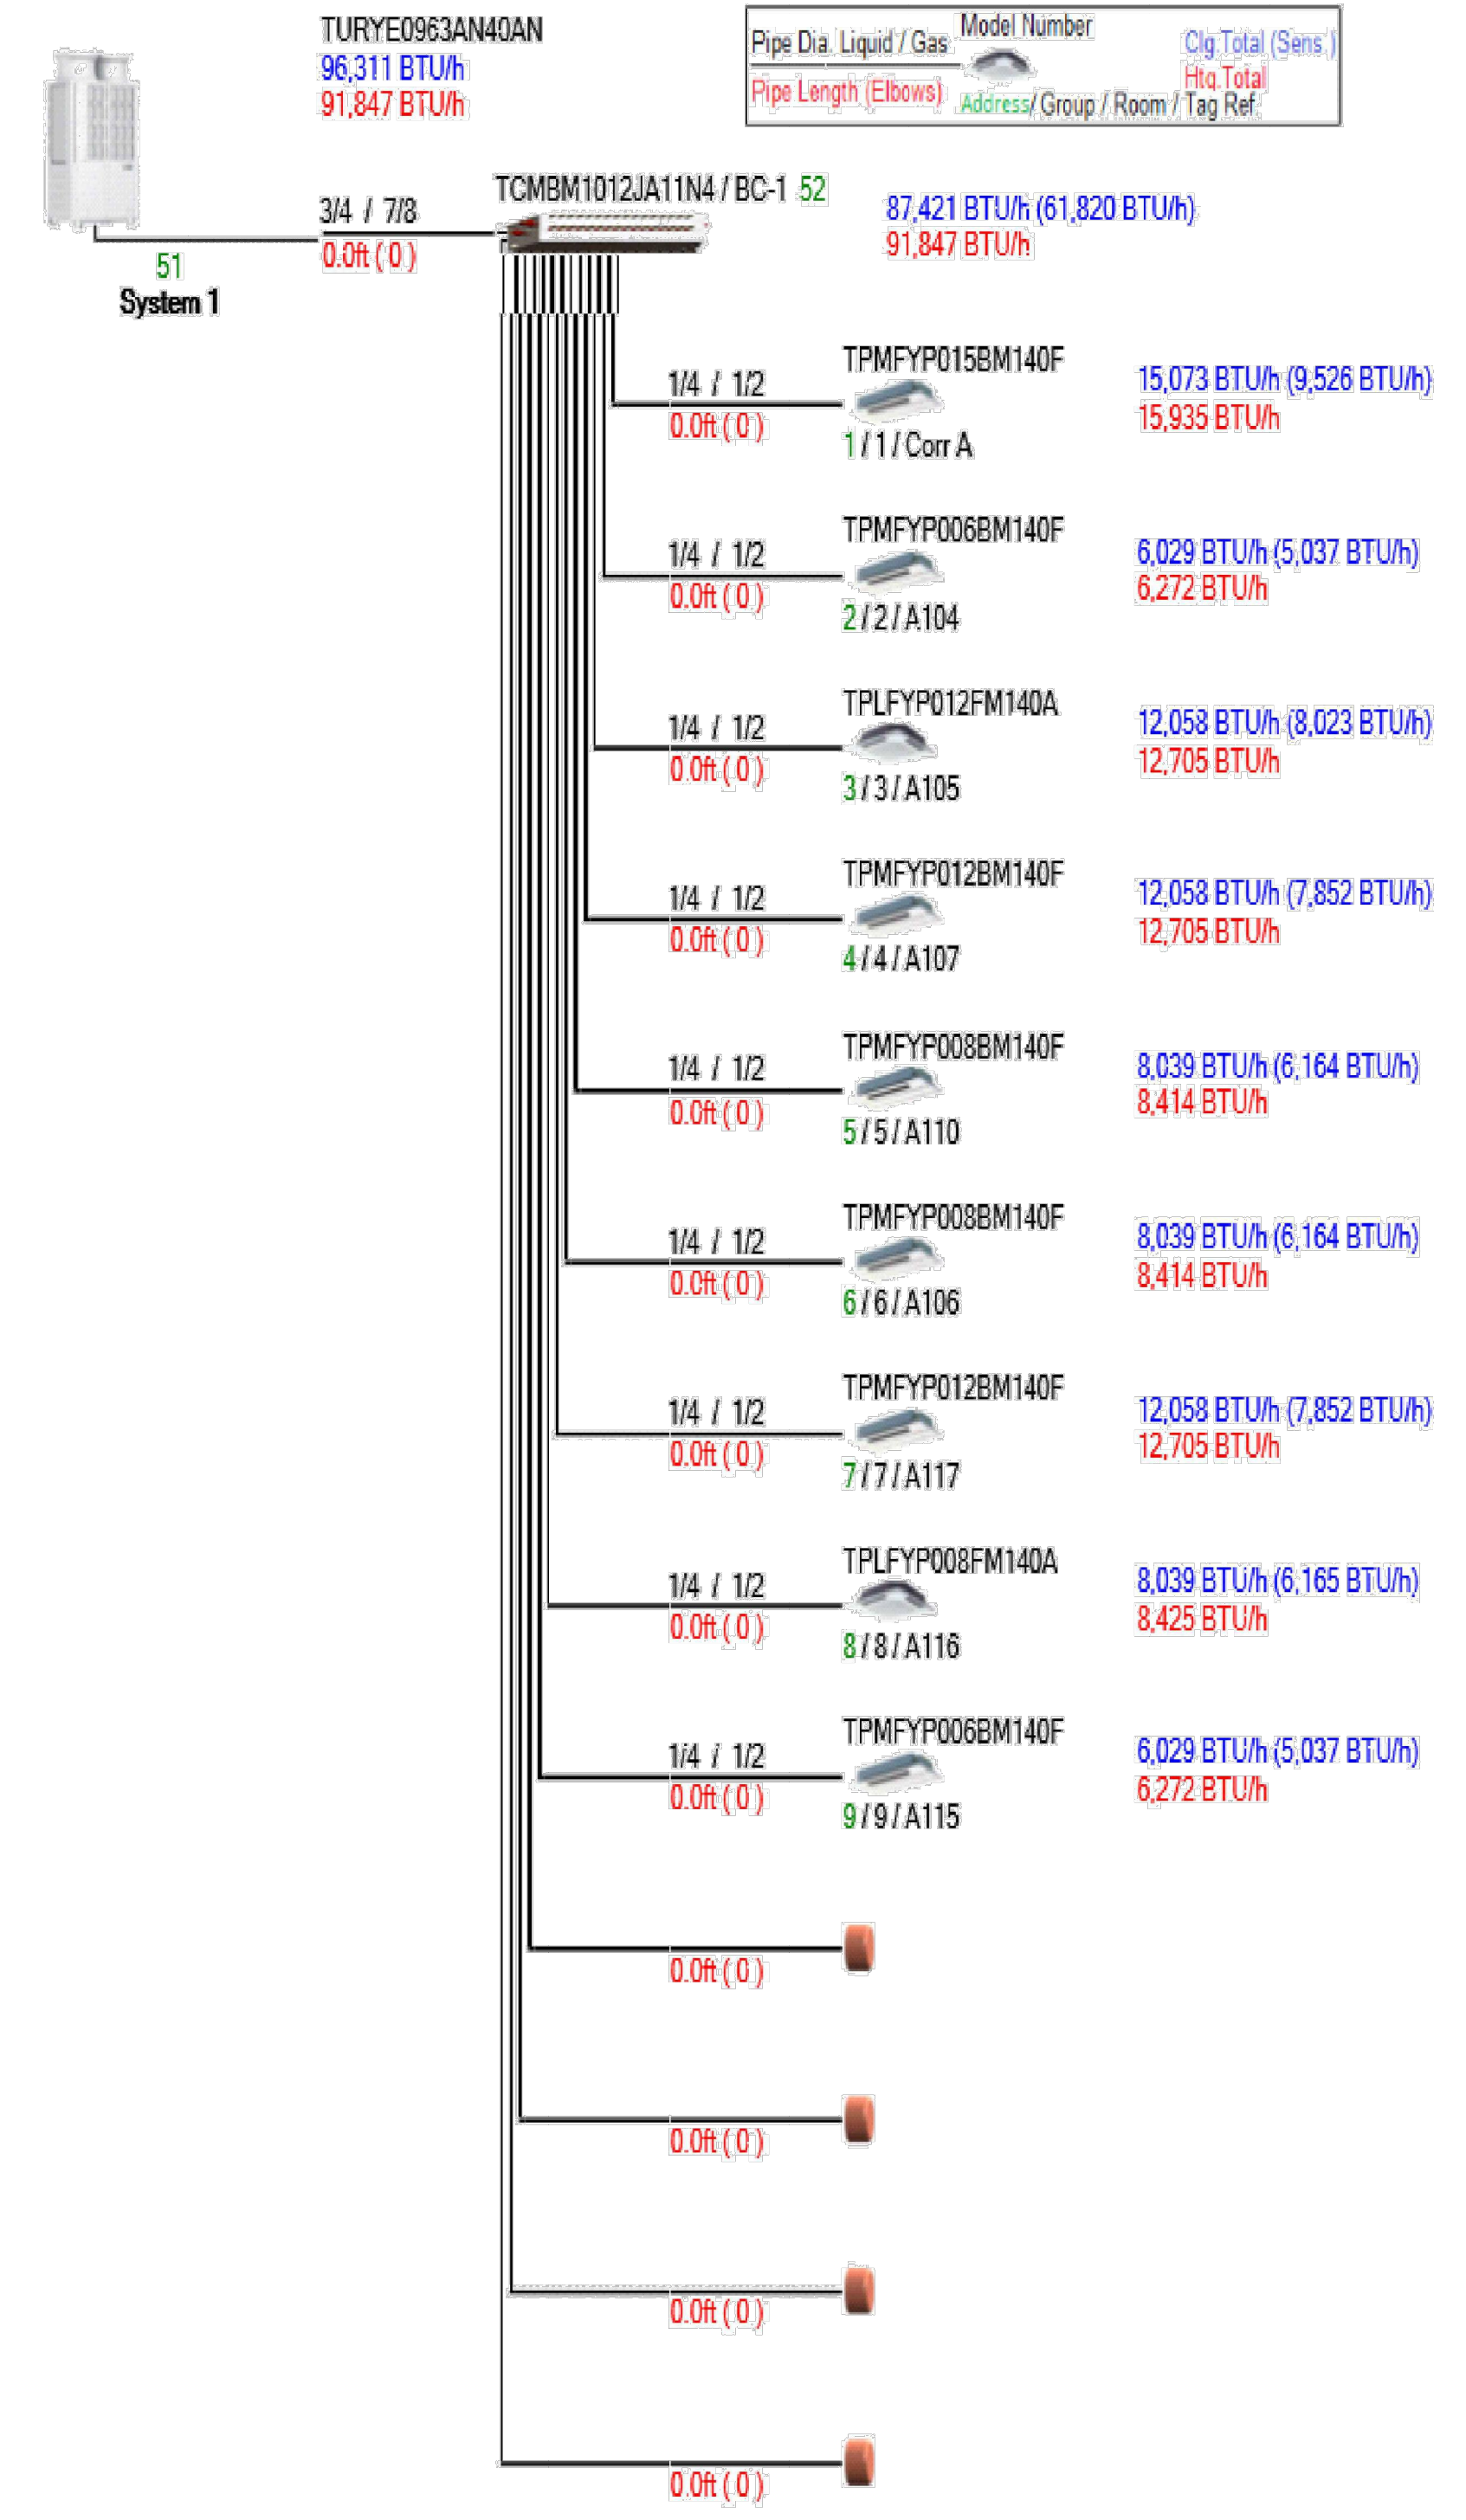 TURYE0963AN40AN
96,311 BTU/h
91,847 BTU/h
Pipe Dia. Liquid / Gas
Pipe Length (Elbows)
Model Number
Address / Group / Room / Tag Ref.
Clg.Total (Sens.)
Htg.Total
3/4 / 7/8
0.0ft ( 0 )
51
System 1
TCMBM1012JA11N4 / BC-1 52
87,421 BTU/h (61,820 BTU/h)
91,847 BTU/h
TPMFYP015BM140F
1/4 / 1/2
0.0ft ( 0 )
1 / 1 / Corr A
15,073 BTU/h (9,526 BTU/h)
15,935 BTU/h
TPMFYP006BM140F
1/4 / 1/2
0.0ft ( 0 )
2 / 2 / A104
6,029 BTU/h (5,037 BTU/h)
6,272 BTU/h
TPLFYP012FM140A
1/4 / 1/2
0.0ft ( 0 )
3 / 3 / A105
12,058 BTU/h (8,023 BTU/h)
12,705 BTU/h
TPMFYP012BM140F
1/4 / 1/2
0.0ft ( 0 )
4 / 4 / A107
12,058 BTU/h (7,852 BTU/h)
12,705 BTU/h
TPMFYP008BM140F
1/4 / 1/2
0.0ft ( 0 )
5 / 5 / A110
8,039 BTU/h (6,164 BTU/h)
8,414 BTU/h
TPMFYP008BM140F
1/4 / 1/2
0.0ft ( 0 )
6 / 6 / A106
8,039 BTU/h (6,164 BTU/h)
8,414 BTU/h
TPMFYP012BM140F
1/4 / 1/2
0.0ft ( 0 )
7 / 7 / A117
12,058 BTU/h (7,852 BTU/h)
12,705 BTU/h
TPLFYP008FM140A
1/4 / 1/2
0.0ft ( 0 )
8 / 8 / A116
8,039 BTU/h (6,165 BTU/h)
8,425 BTU/h
TPMFYP006BM140F
1/4 / 1/2
0.0ft ( 0 )
9 / 9 / A115
6,029 BTU/h (5,037 BTU/h)
6,272 BTU/h
0.0ft ( 0 )
0.0ft ( 0 )
0.0ft ( 0 )
0.0ft ( 0 )